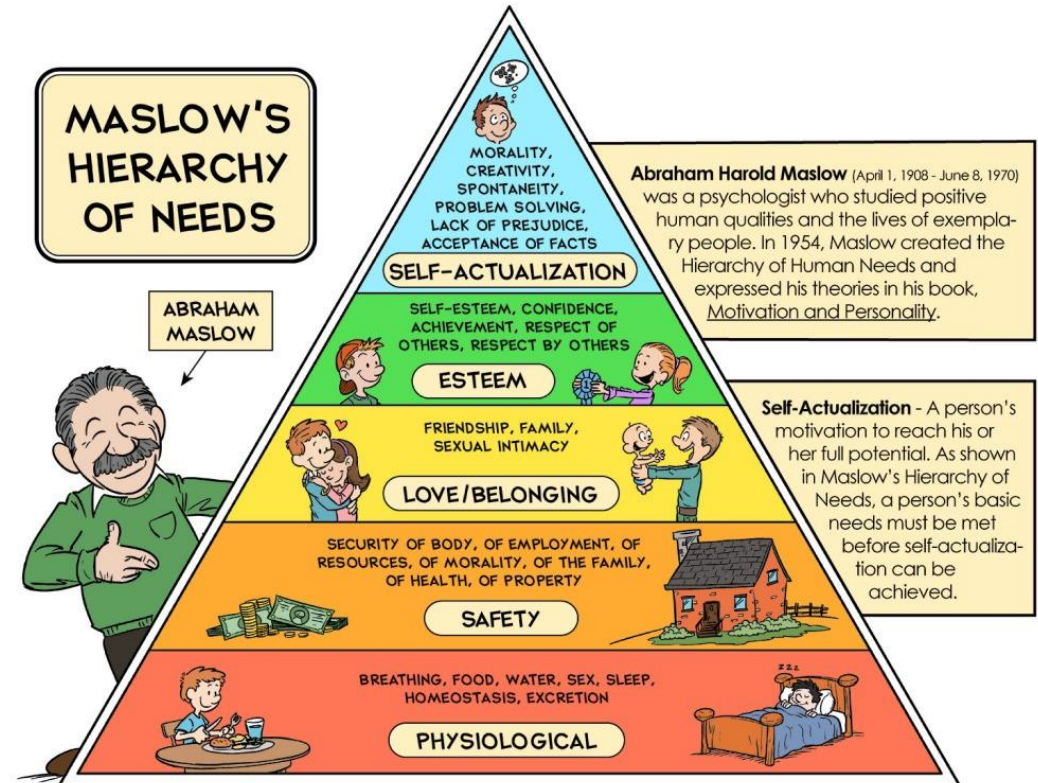 MASLOW'S
HIERARCHY
OF NEEDS
ABRAHAM
MASLOW
MORALITY,
CREATIVITY,
SPONTANEITY,
PROBLEM SOLVING,
LACK OF PREJUDICE,
ACCEPTANCE OF FACTS
SELF-ACTUALIZATION
SELF-ESTEEM, CONFIDENCE,
ACHIEVEMENT, RESPECT OF
OTHERS, RESPECT BY OTHERS
ESTEEM
1
FRIENDSHIP, FAMILY,
SEXUAL INTIMACY
LOVE/BELONGING
SECURITY OF BODY, OF EMPLOYMENT, OF
RESOURCES, OF MORALITY, OF THE FAMILY,
OF HEALTH, OF PROPERTY
SAFETY
BREATHING, FOOD, WATER, SEX, SLEEP,
HOMEOSTASIS, EXCRETION
PHYSIOLOGICAL
ZZZ
Abraham Harold Maslow (April 1, 1908 - June 8, 1970)
was a psychologist who studied positive
human qualities and the lives of exempla-
ry people. In 1954, Maslow created the
Hierarchy of Human Needs and
expressed his theories in his book,
Motivation and Personality.
Self-Actualization - A person's
motivation to reach his or
her full potential. As shown
in Maslow's Hierarchy of
Needs, a person's basic
needs must be met
before self-actualiza-
tion can be
achieved.